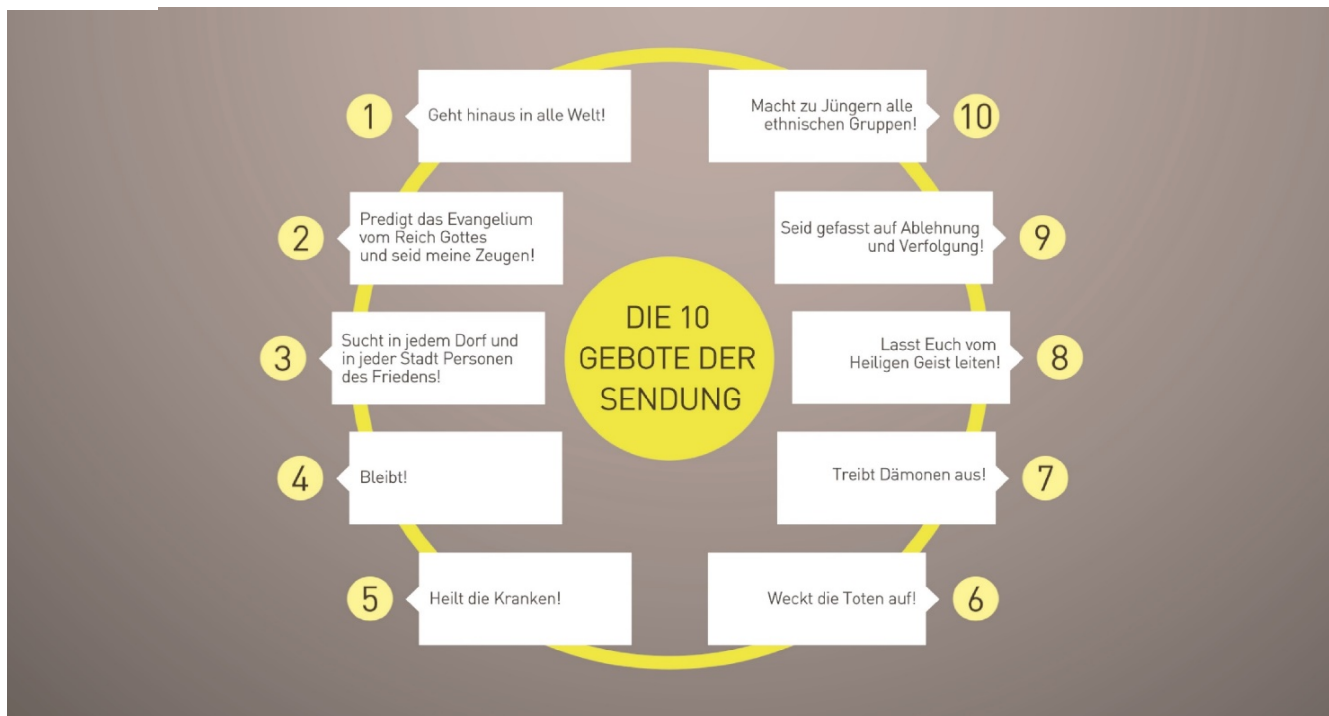 DIE 10
GEBOTE DER
SENDUNG
1
Geht hinaus in alle Welt!
2
Predigt das Evangelium
vom Reich Gottes
und seid meine Zeugen!
3
Sucht in jedem Dorf und
in jeder Stadt Personen
des Friedens!
4
Bleibt!
5
Heilt die Kranken!
6
Weckt die Toten auf!
7
Treibt Dämonen aus!
8
Lasst Euch vom
Heiligen Geist leiten!
9
Seid gefasst auf Ablehnung
und Verfolgung!
10
Macht zu Jüngern alle
ethnischen Gruppen!